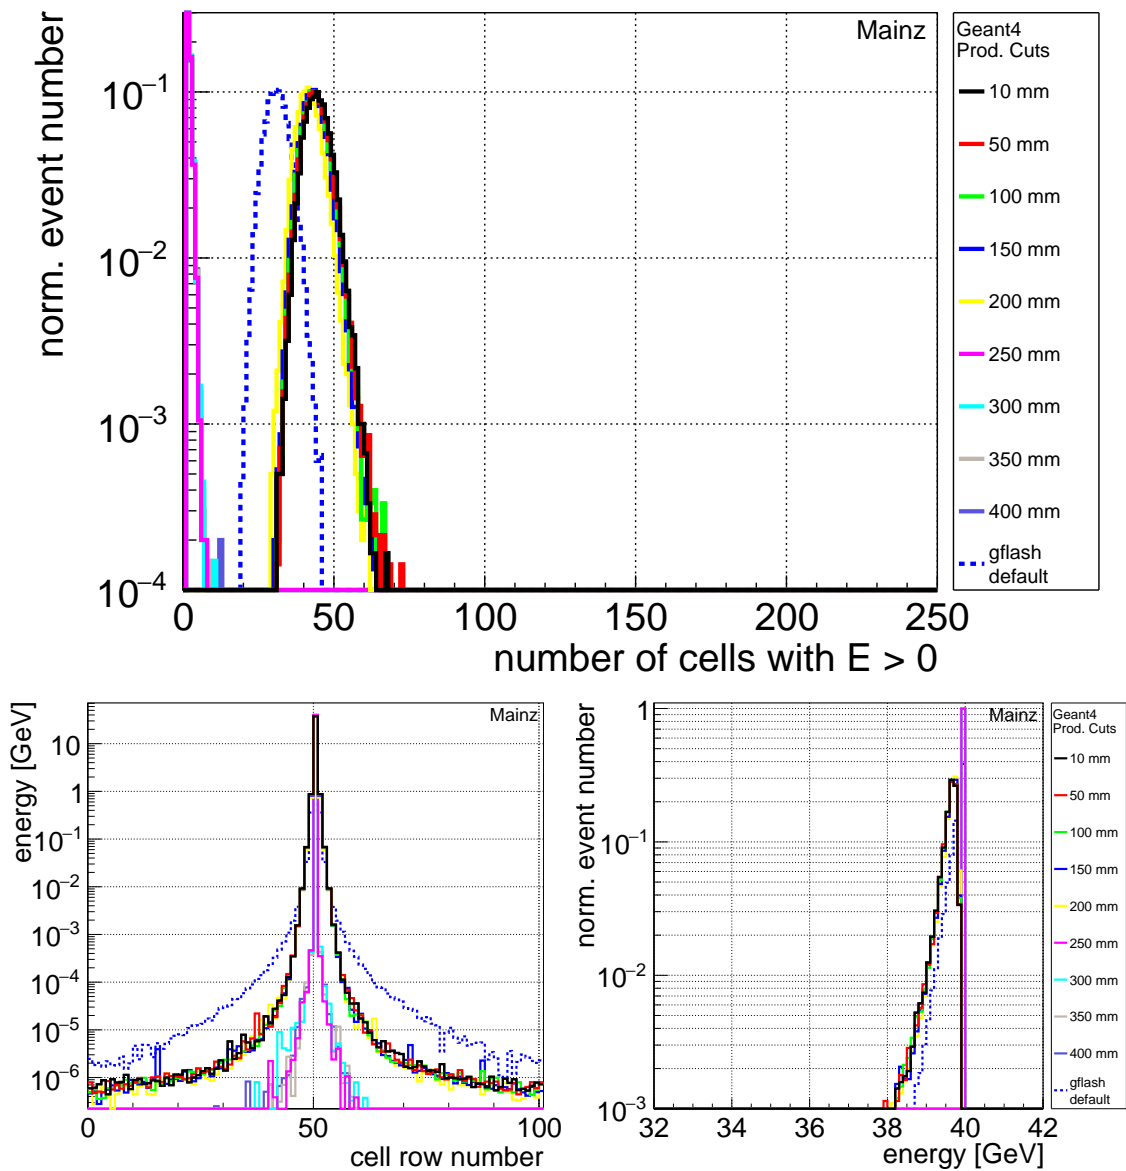 norm. event number
10⁻¹
10⁻²
10⁻³
10⁻⁴
0 50 100 150 200 250
number of cells with E > 0
Mainz
Geant4
Prod. Cuts
10 mm
50 mm
100 mm
150 mm
200 mm
250 mm
300 mm
350 mm
400 mm
gflash
default
energy [GeV]
10
1
10⁻¹
10⁻²
10⁻³
10⁻⁴
10⁻⁵
10⁻⁶
0 50 100
cell row number
Mainz
norm. event number
1
10⁻¹
10⁻²
10⁻³
32 34 36 38 40 42
energy [GeV]
Mainz
Geant4
Prod. Cuts
10 mm
50 mm
100 mm
150 mm
200 mm
250 mm
300 mm
350 mm
400 mm
gflash
default